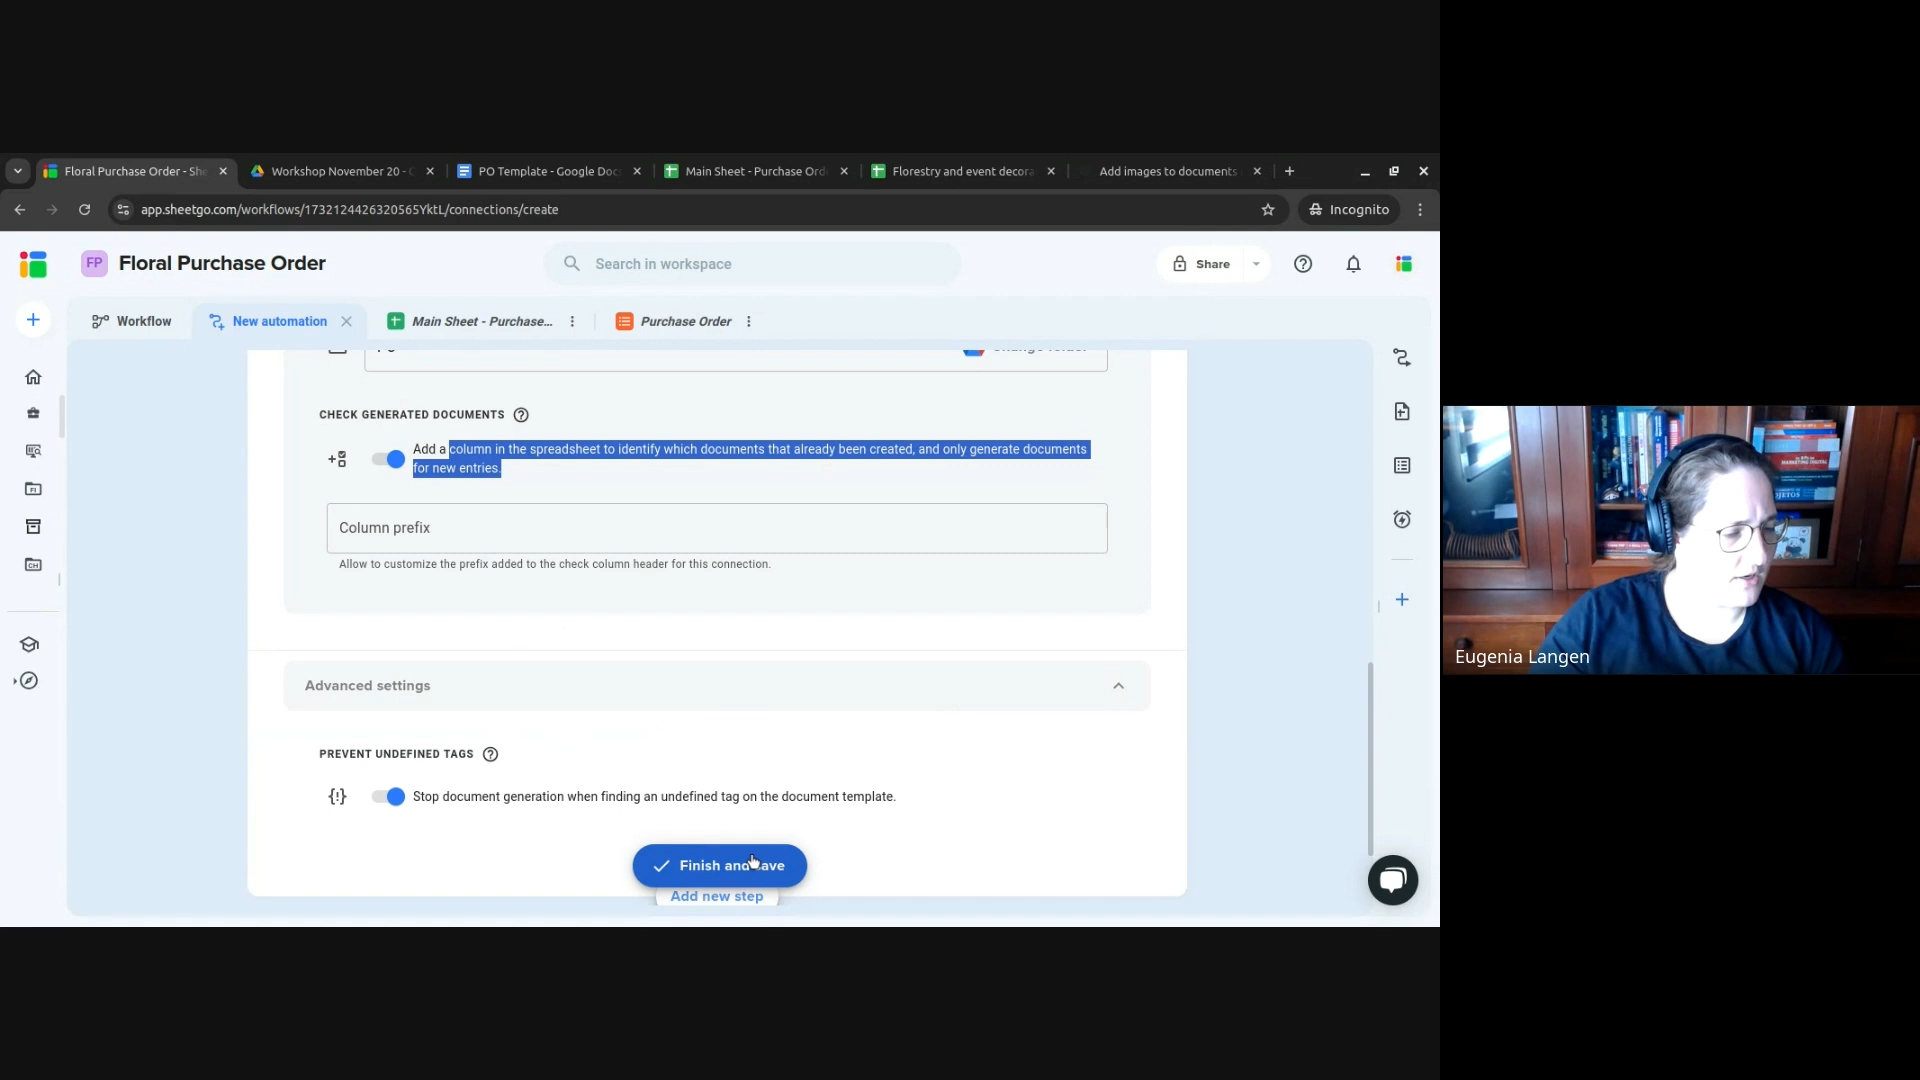 Floral Purchase Order - She
Workshop November 20 -
PO Template - Google Doc
Main Sheet - Purchase Ord
Florestry and event decora
Add images to documents
app.sheetgo.com/workflows/1732124426320565YktL/connections/create
Incognito
FP
Floral Purchase Order
Search in workspace
Share
Workflow
New automation
Main Sheet - Purchase...
Purchase Order
CHECK GENERATED DOCUMENTS
Add a column in the spreadsheet to identify which documents that already been created, and only generate documents
for new entries.
Column prefix
Allow to customize the prefix added to the check column header for this connection.
Advanced settings
PREVENT UNDEFINED TAGS
Stop document generation when finding an undefined tag on the document template.
Finish and save
Add new step
FI
CH
Eugenia Langen